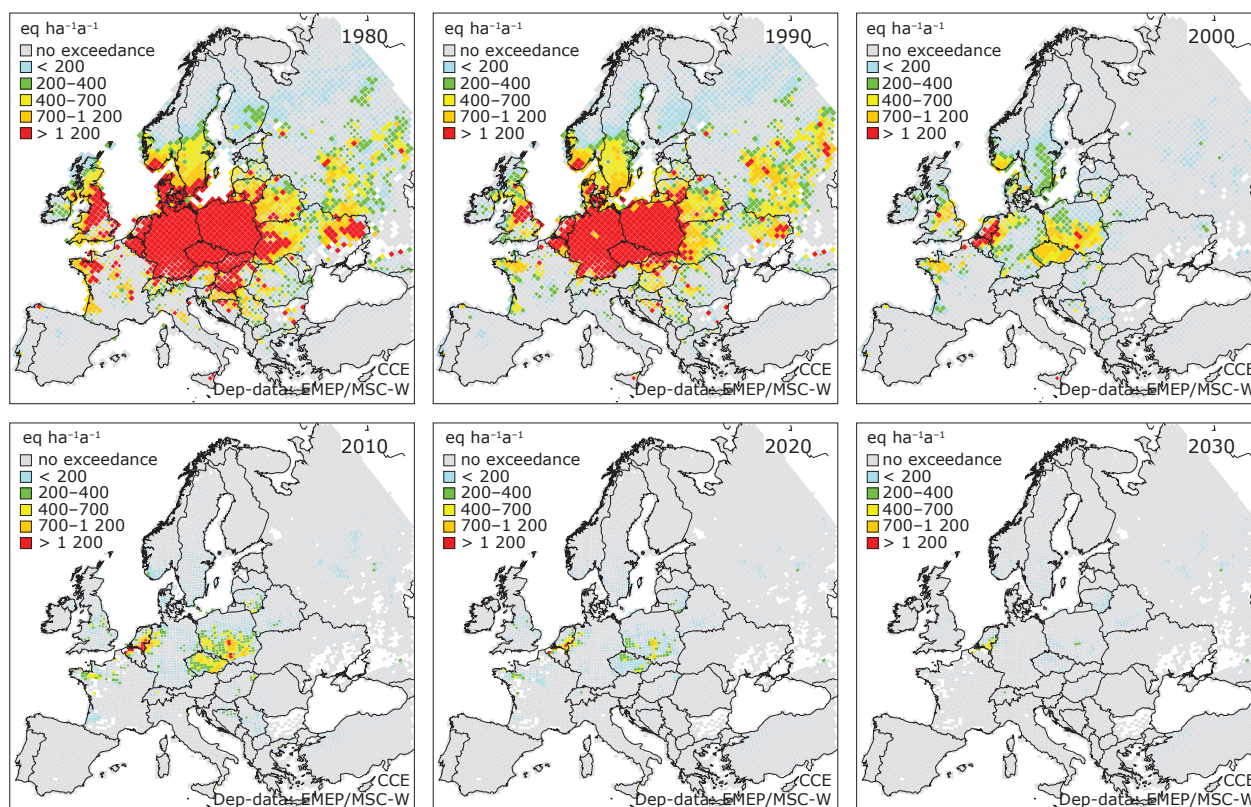 eq ha⁻¹a⁻¹
1980
no exceedance
< 200
200–400
400–700
700–1 200
> 1 200
CCE
Dep-data: EMEP/MSC-W
eq ha⁻¹a⁻¹
1990
no exceedance
< 200
200–400
400–700
700–1 200
> 1 200
CCE
Dep-data: EMEP/MSC-W
eq ha⁻¹a⁻¹
2000
no exceedance
< 200
200–400
400–700
700–1 200
> 1 200
CCE
Dep-data: EMEP/MSC-W
eq ha⁻¹a⁻¹
2010
no exceedance
< 200
200–400
400–700
700–1 200
> 1 200
CCE
Dep-data: EMEP/MSC-W
eq ha⁻¹a⁻¹
2020
no exceedance
< 200
200–400
400–700
700–1 200
> 1 200
CCE
Dep-data: EMEP/MSC-W
eq ha⁻¹a⁻¹
2030
no exceedance
< 200
200–400
400–700
700–1 200
> 1 200
CCE
Dep-data: EMEP/MSC-W